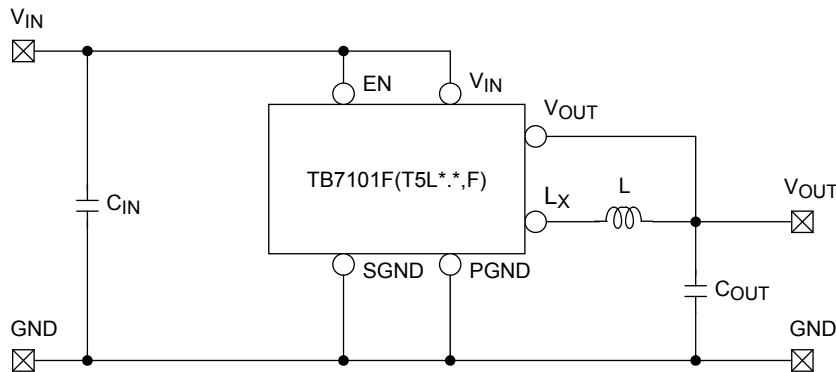 VIN
EN
VIN
VOUT
TB7101F(T5L*.*,F)
LX
L
VOUT
CIN
SGND
PGND
COUT
GND
GND